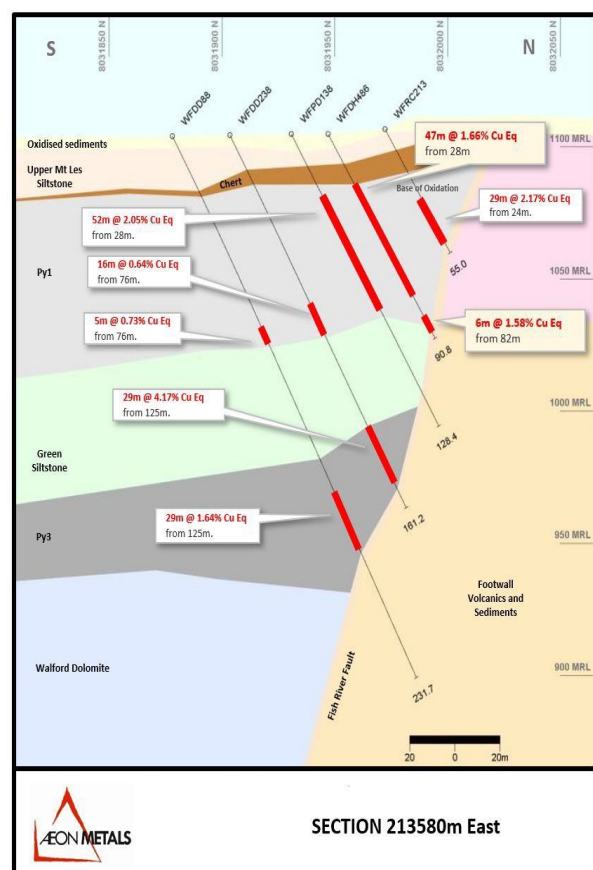 S
N
8031850 N
8031900 N
8031950 N
8032000 N
8032050 N
WFDD88
WFDD238
WFPD138
WFDH486
WFRC213
Oxidised sediments
Upper Mt Les
Siltstone
Chert
47m @ 1.66% Cu Eq
from 28m
1100 MRL
Base of Oxidation
29m @ 2.17% Cu Eq
from 24m.
52m @ 2.05% Cu Eq
from 28m.
55.0
Py1
16m @ 0.64% Cu Eq
from 76m.
1050 MRL
5m @ 0.73% Cu Eq
from 76m.
6m @ 1.58% Cu Eq
from 82m
90.8
29m @ 4.17% Cu Eq
from 125m.
1000 MRL
128.4
Green
Siltstone
161.2
29m @ 1.64% Cu Eq
from 125m.
Py3
950 MRL
Footwall
Volcanics and
Sediments
Walford Dolomite
Fish River Fault
900 MRL
231.7
20
0
20m
ÆON METALS
SECTION 213580m East